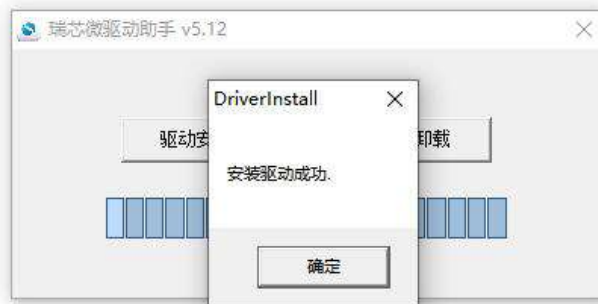 瑞芯微驱动助手 v5.12
DriverInstall
驱动安
卸载
安装驱动成功.
确定